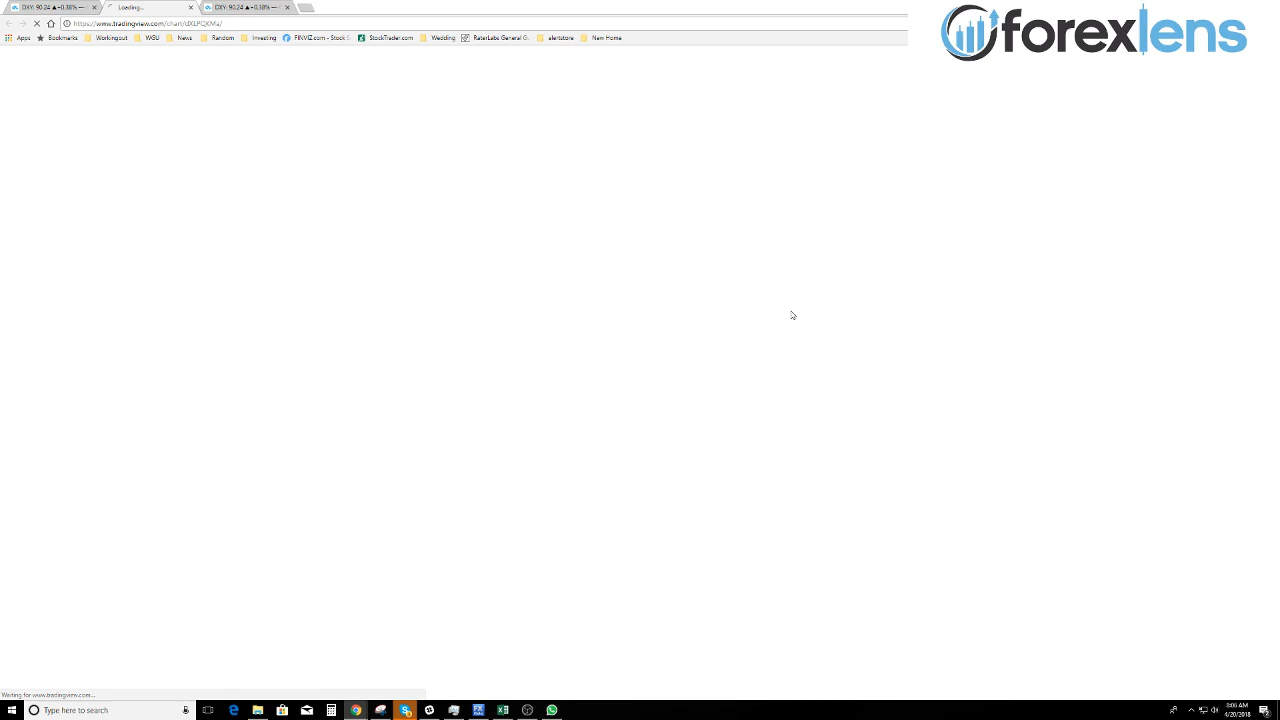 DXY: 90.24 ▲+0.38% —
Loading...
DXY: 90.24 ▲+0.38% —
https://www.tradingview.com/chart/dXLPCJKMa/
Apps
Bookmarks
Workingout
WGU
News
Random
Investing
FINVIZ.com - Stock S
StockTrader.com
Wedding
RaterLabs General G
alertstore
New Home
forexlens
Waiting for www.tradingview.com...
Type here to search
8:06 AM
4/20/2018